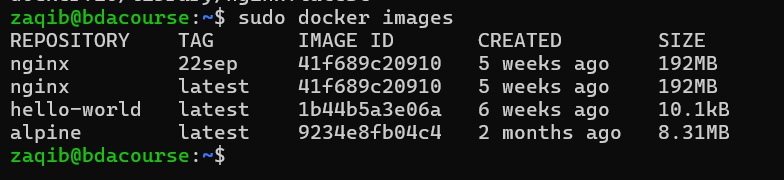 zaqib@bdacourse:~$ sudo docker images
REPOSITORY    TAG       IMAGE ID       CREATED        SIZE
nginx         22sep     41f689c20910   5 weeks ago    192MB
nginx         latest    41f689c20910   5 weeks ago    192MB
hello-world   latest    1b44b5a3e06a   6 weeks ago    10.1kB
alpine        latest    9234e8fb04c4   2 months ago   8.31MB
zaqib@bdacourse:~$